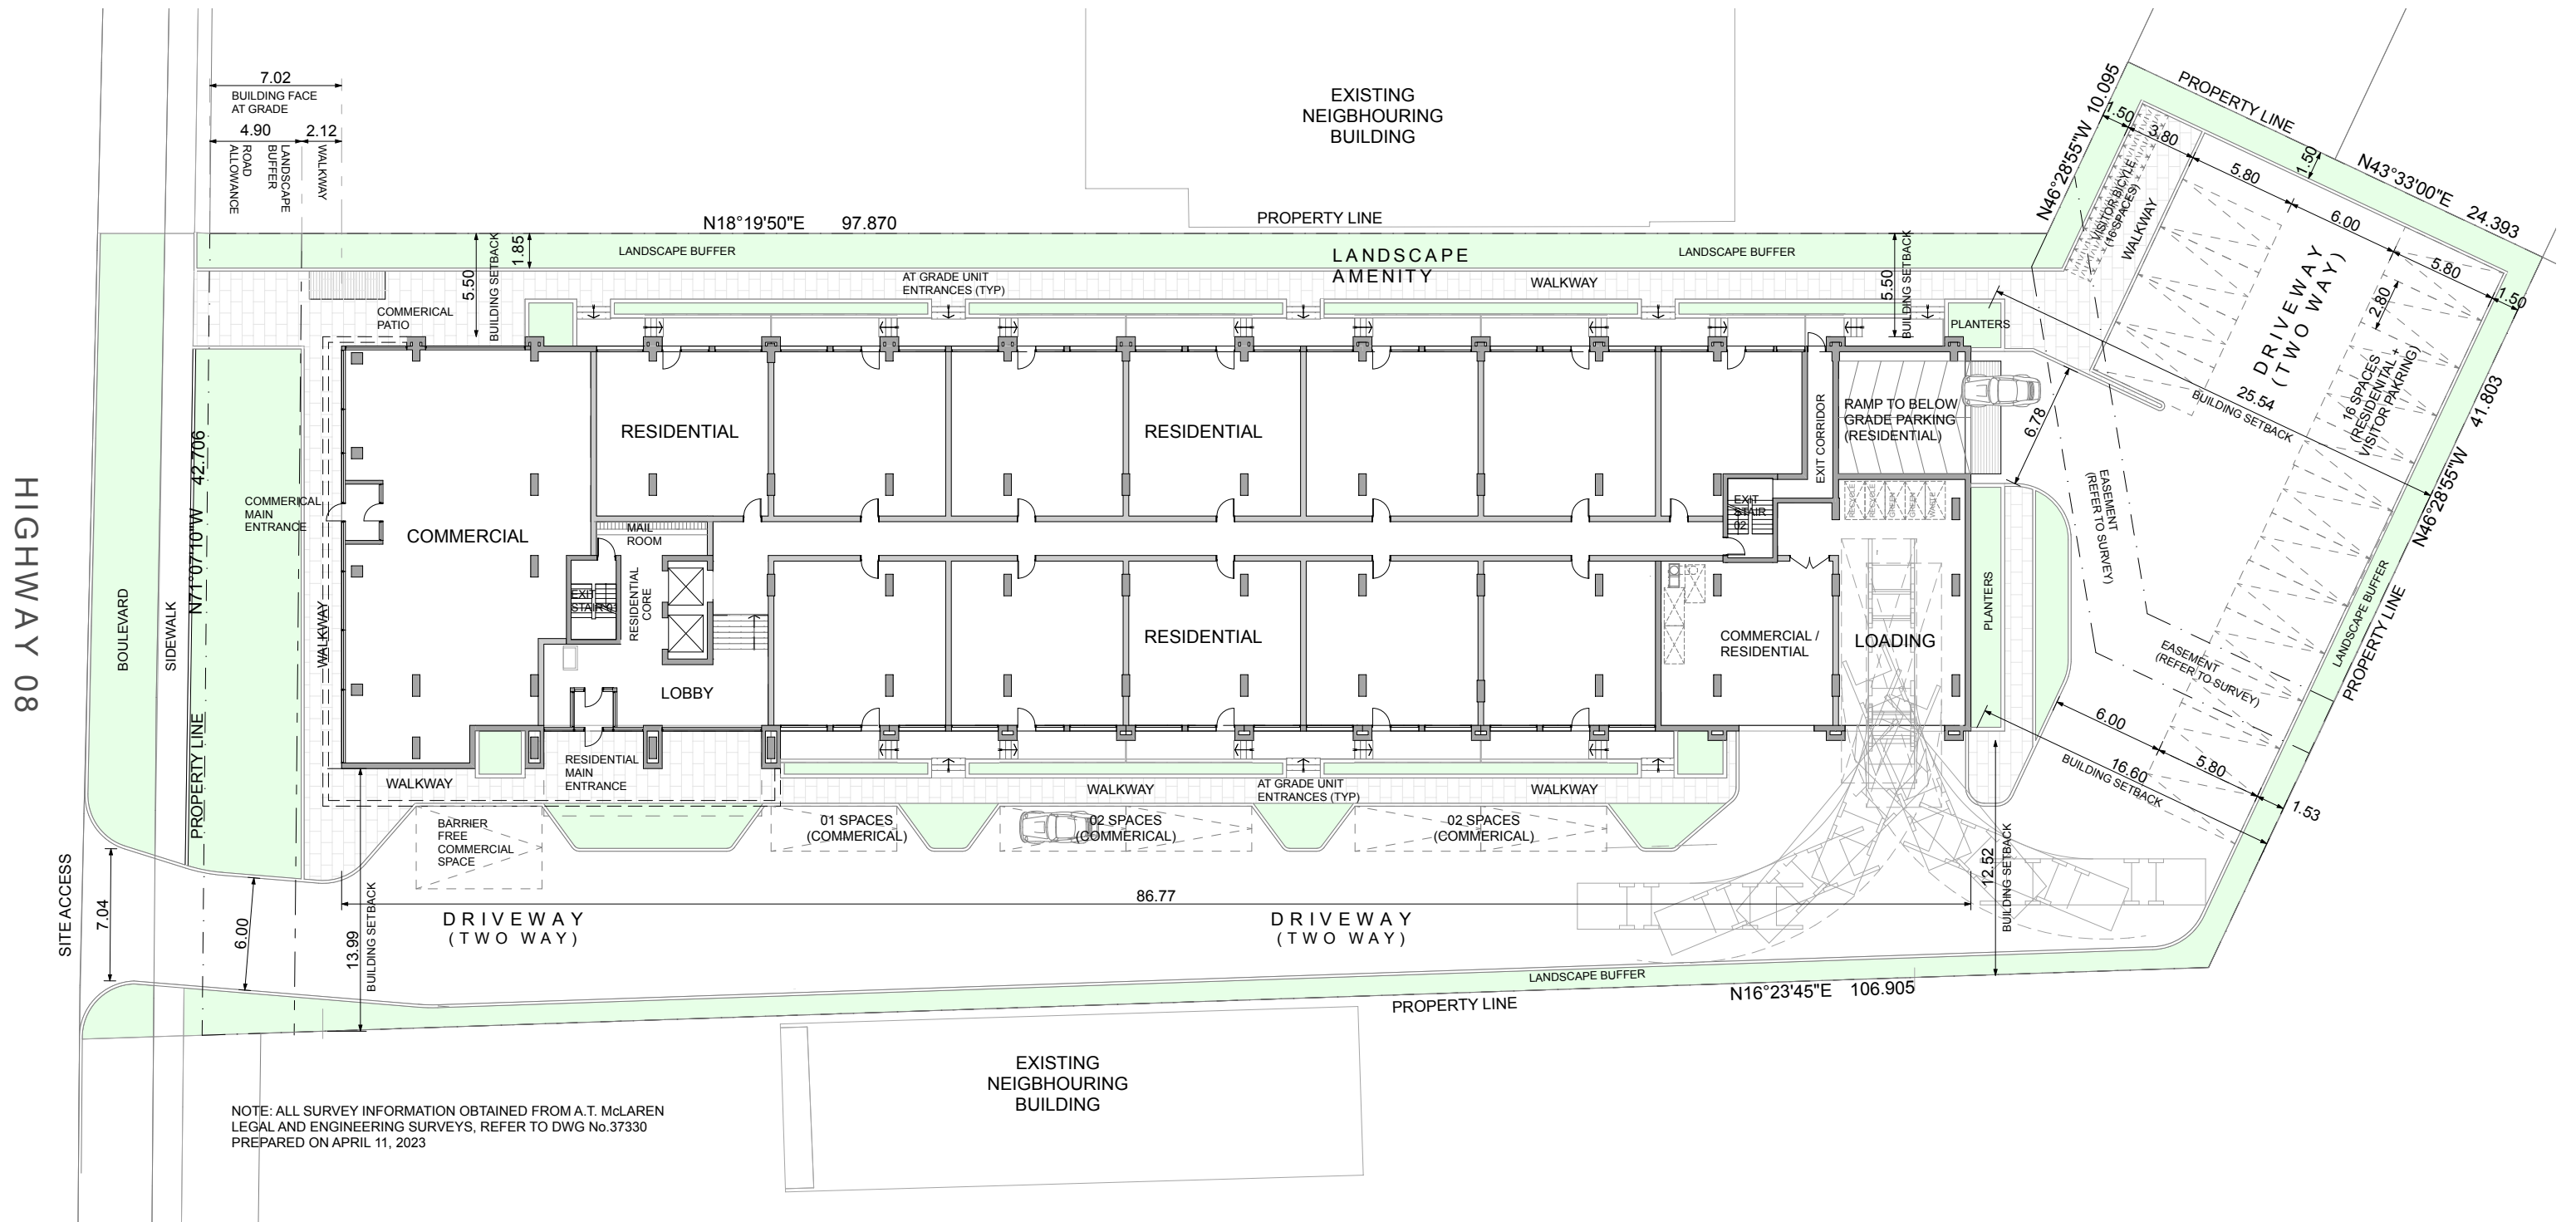 7.02
BUILDING FACE
AT GRADE
4.90
2.12
ROAD
ALLOWANCE
LANDSCAPE
BUFFER
WALKWAY
EXISTING
NEIGBHOURING
BUILDING
N18°19'50"E 97.870
PROPERTY LINE
5.50
BUILDING SETBACK
1.85
LANDSCAPE BUFFER
LANDSCAPE
AMENITY
LANDSCAPE BUFFER
AT GRADE UNIT
ENTRANCES (TYP)
WALKWAY
5.50
BUILDING SETBACK
COMMERICAL
PATIO
PLANTERS
N46°28'55"W 10.095
PROPERTY LINE
1.50
3.80
1.50
N43°33'00"E 24.393
5.80
6.00
5.80
1.50
VISITOR BICYLE
(16 SPACES)
WALKWAY
2.80
DRIVEWAY
(TWO WAY)
16 SPACES
(RESIDENITAL +
VISITOR PAKRING)
25.54
BUILDING SETBACK
6.78
N46°28'55"W 41.803
PROPERTY LINE
LANDSCAPE BUFFER
EASEMENT
(REFER TO SURVEY)
EASEMENT
(REFER TO SURVEY)
6.00
5.80
1.53
16.60
BUILDING SETBACK
HIGHWAY 08
BOULEVARD
SIDEWALK
PROPERTY LINE N71°07'10"W 42.706
COMMERICAL
MAIN
ENTRANCE
WALKWAY
COMMERCIAL
RESIDENTIAL
RESIDENTIAL
EXIT CORRIDOR
RAMP TO BELOW
GRADE PARKING
(RESIDENTIAL)
MAIL
ROOM
EXIT
STAIR 01
RESIDENTIAL
CORE
EXIT
STAIR
02
RESIDENTIAL
COMMERCIAL /
RESIDENTIAL
LOADING
PLANTERS
LOBBY
RESIDENTIAL
MAIN
ENTRANCE
WALKWAY
WALKWAY
AT GRADE UNIT
ENTRANCES (TYP)
WALKWAY
BARRIER
FREE
COMMERCIAL
SPACE
01 SPACES
(COMMERICAL)
02 SPACES
(COMMERICAL)
02 SPACES
(COMMERICAL)
SITE ACCESS
7.04
6.00
13.99
BUILDING SETBACK
86.77
12.52
BUILDING SETBACK
DRIVEWAY
(TWO WAY)
DRIVEWAY
(TWO WAY)
LANDSCAPE BUFFER
PROPERTY LINE
N16°23'45"E 106.905
EXISTING
NEIGBHOURING
BUILDING
NOTE: ALL SURVEY INFORMATION OBTAINED FROM A.T. McLAREN
LEGAL AND ENGINEERING SURVEYS, REFER TO DWG No.37330
PREPARED ON APRIL 11, 2023